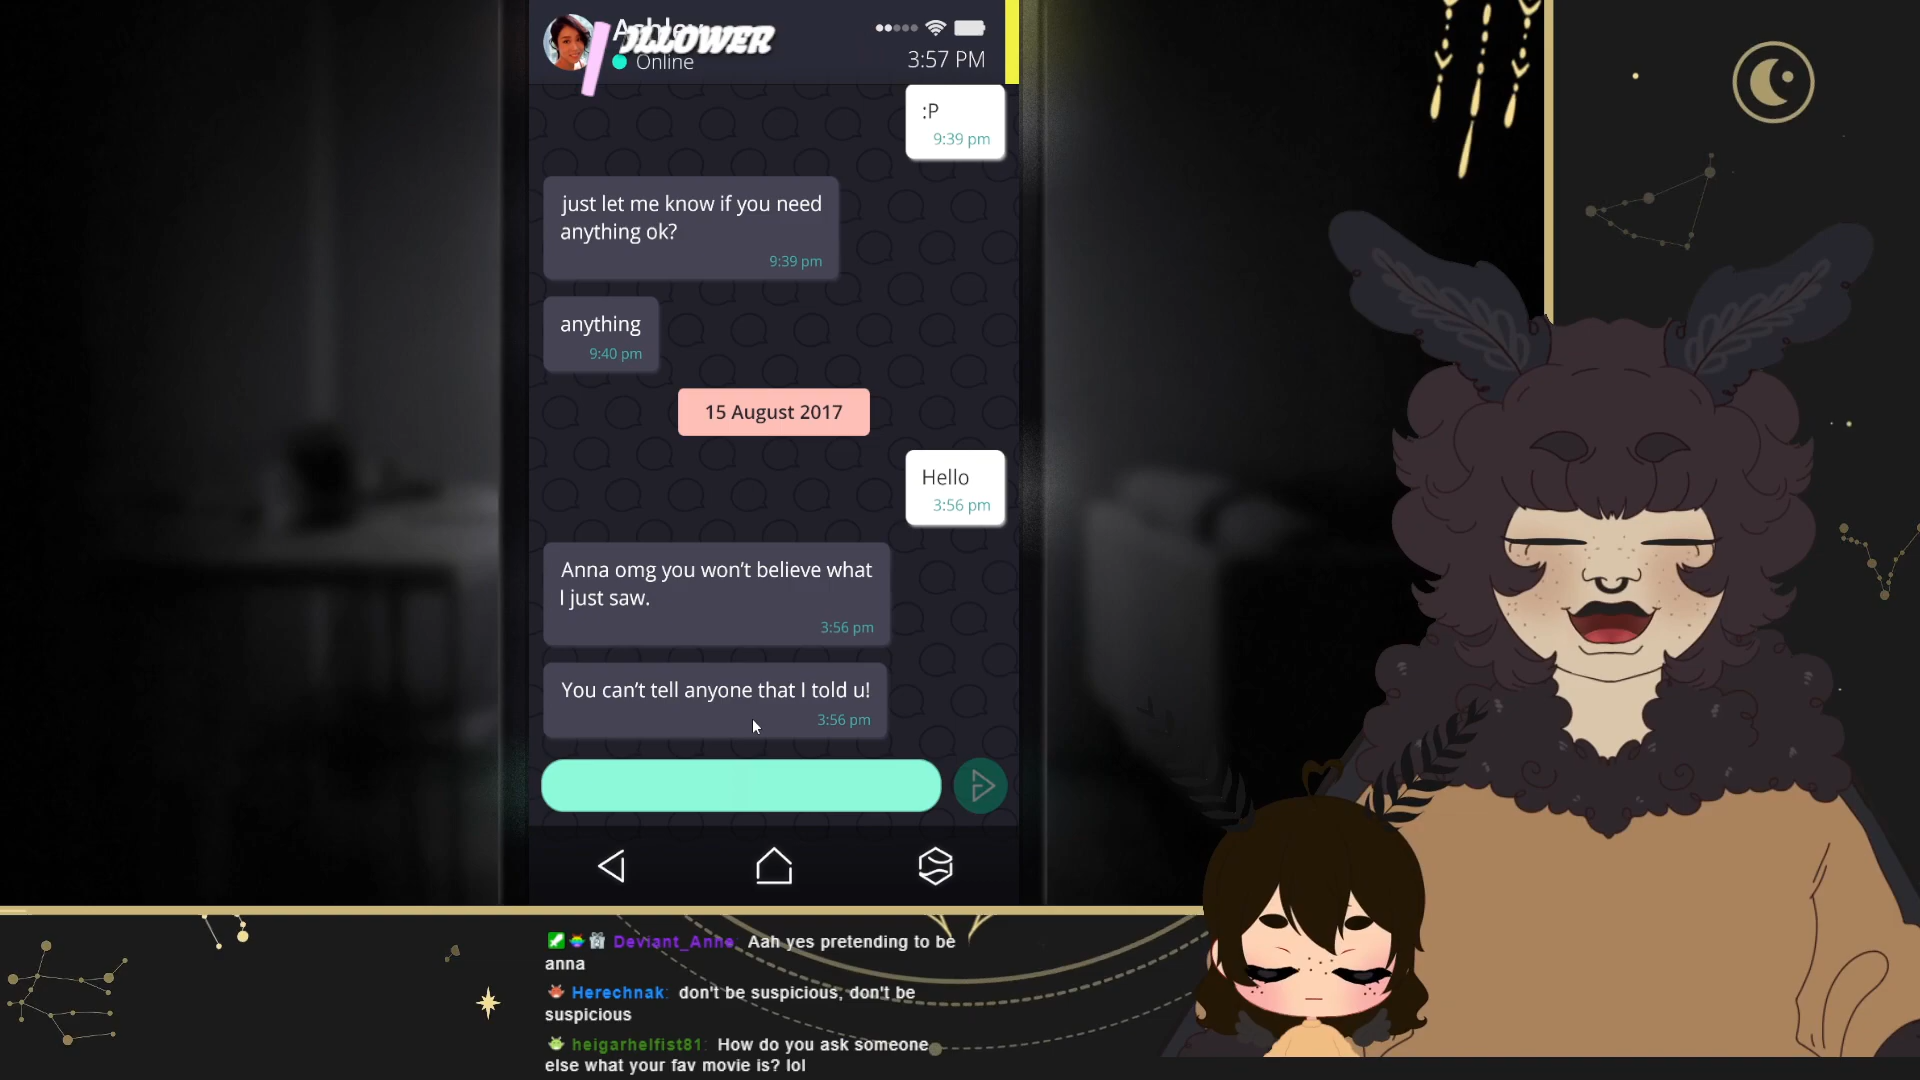 Ashley
Online
3:57 PM
:P
9:39 pm
just let me know if you need
anything ok?
9:39 pm
anything
9:40 pm
15 August 2017
Hello
3:56 pm
Anna omg you won't believe what
I just saw.
3:56 pm
You can't tell anyone that I told u!
3:56 pm
Deviant_Anne: Aah yes pretending to be
anna
Herechnak: don't be suspicious, don't be
suspicious
heigarhelfist81: How do you ask someone
else what your fav movie is? lol